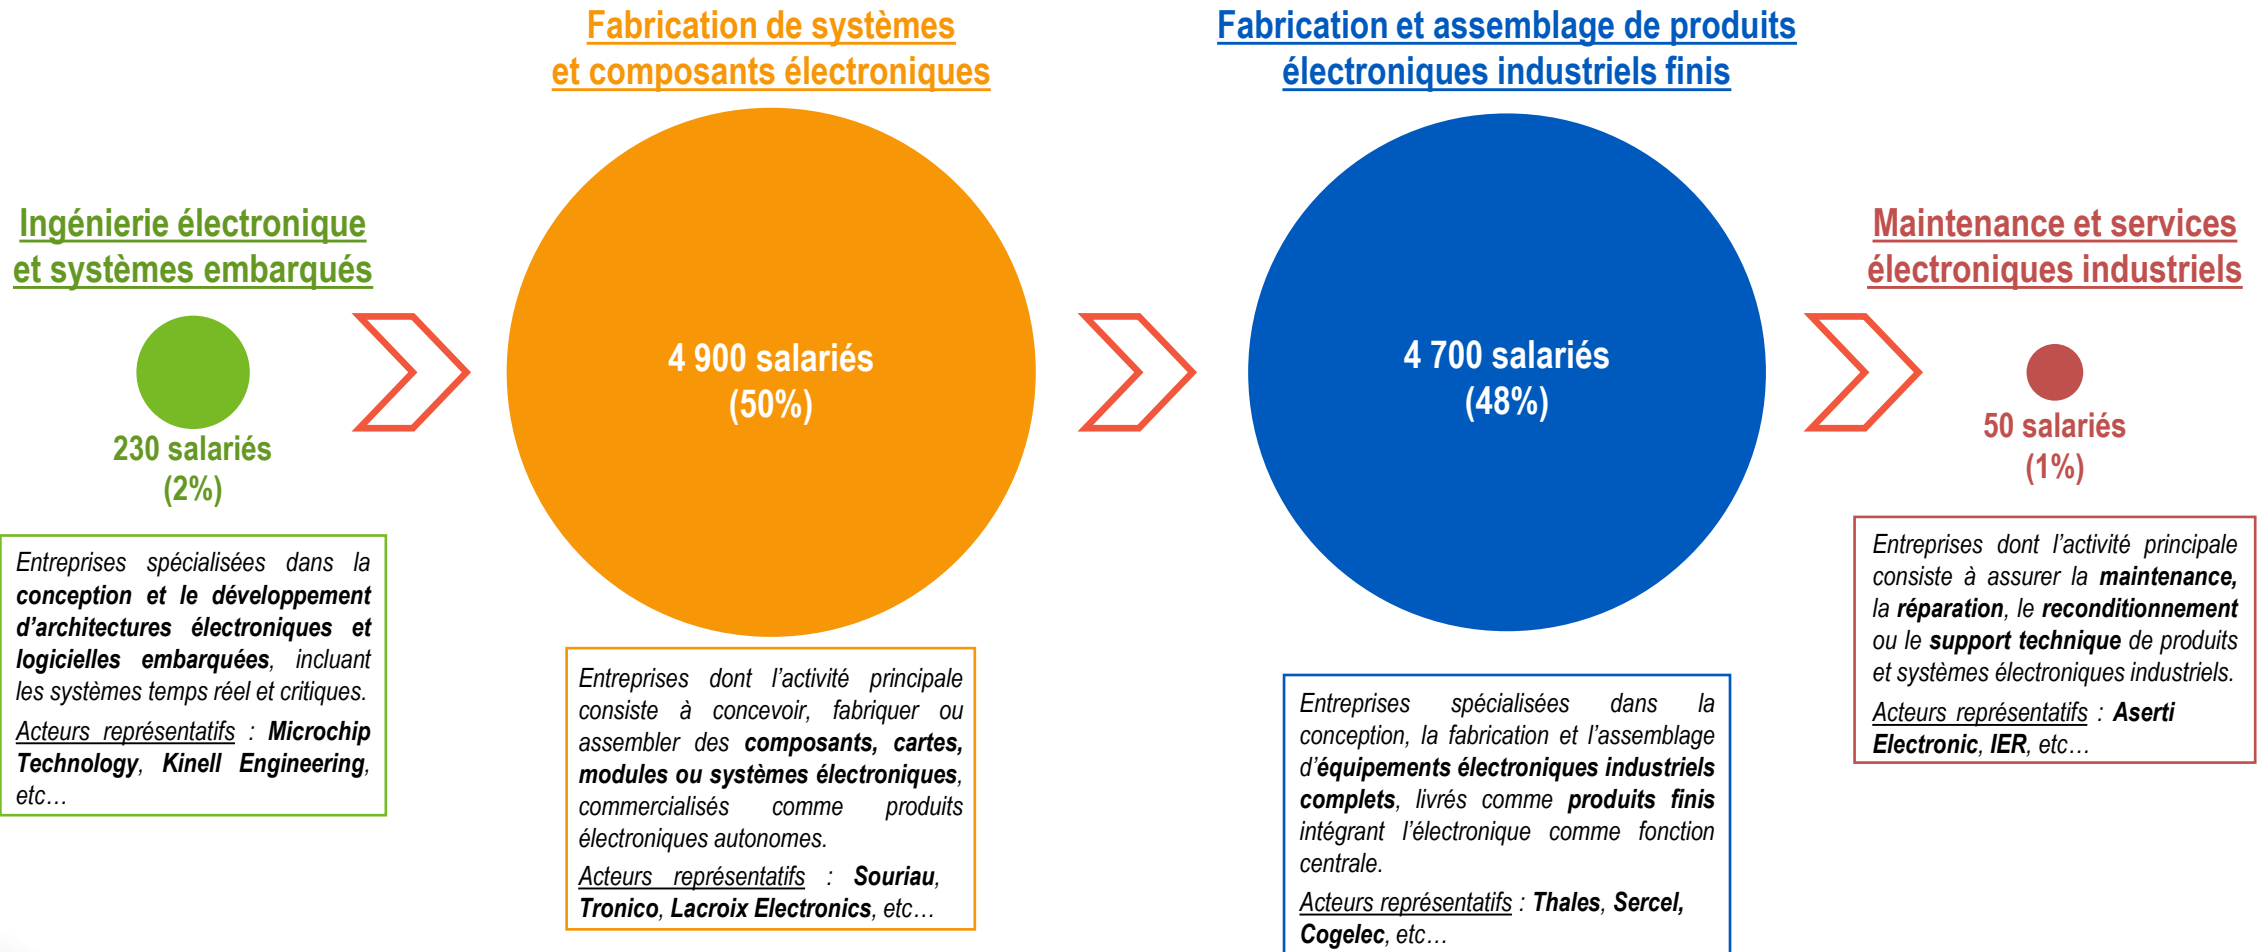 Ingénierie électronique
et systèmes embarqués
230 salariés
(2%)
Entreprises spécialisées dans la
conception et le développement
d’architectures électroniques et
logicielles embarquées, incluant
les systèmes temps réel et critiques.
Acteurs représentatifs : Microchip
Technology, Kinell Engineering,
etc…
Fabrication de systèmes
et composants électroniques
4 900 salariés
(50%)
Entreprises dont l’activité principale
consiste à concevoir, fabriquer ou
assembler des composants, cartes,
modules ou systèmes électroniques,
commercialisés comme produits
électroniques autonomes.
Acteurs représentatifs : Souriau,
Tronico, Lacroix Electronics, etc…
Fabrication et assemblage de produits
électroniques industriels finis
4 700 salariés
(48%)
Entreprises spécialisées dans la
conception, la fabrication et l’assemblage
d’équipements électroniques industriels
complets, livrés comme produits finis
intégrant l’électronique comme fonction
centrale.
Acteurs représentatifs : Thales, Sercel,
Cogelec, etc…
Maintenance et services
électroniques industriels
50 salariés
(1%)
Entreprises dont l’activité principale
consiste à assurer la maintenance,
la réparation, le reconditionnement
ou le support technique de produits
et systèmes électroniques industriels.
Acteurs représentatifs : Aserti
Electronic, IER, etc…